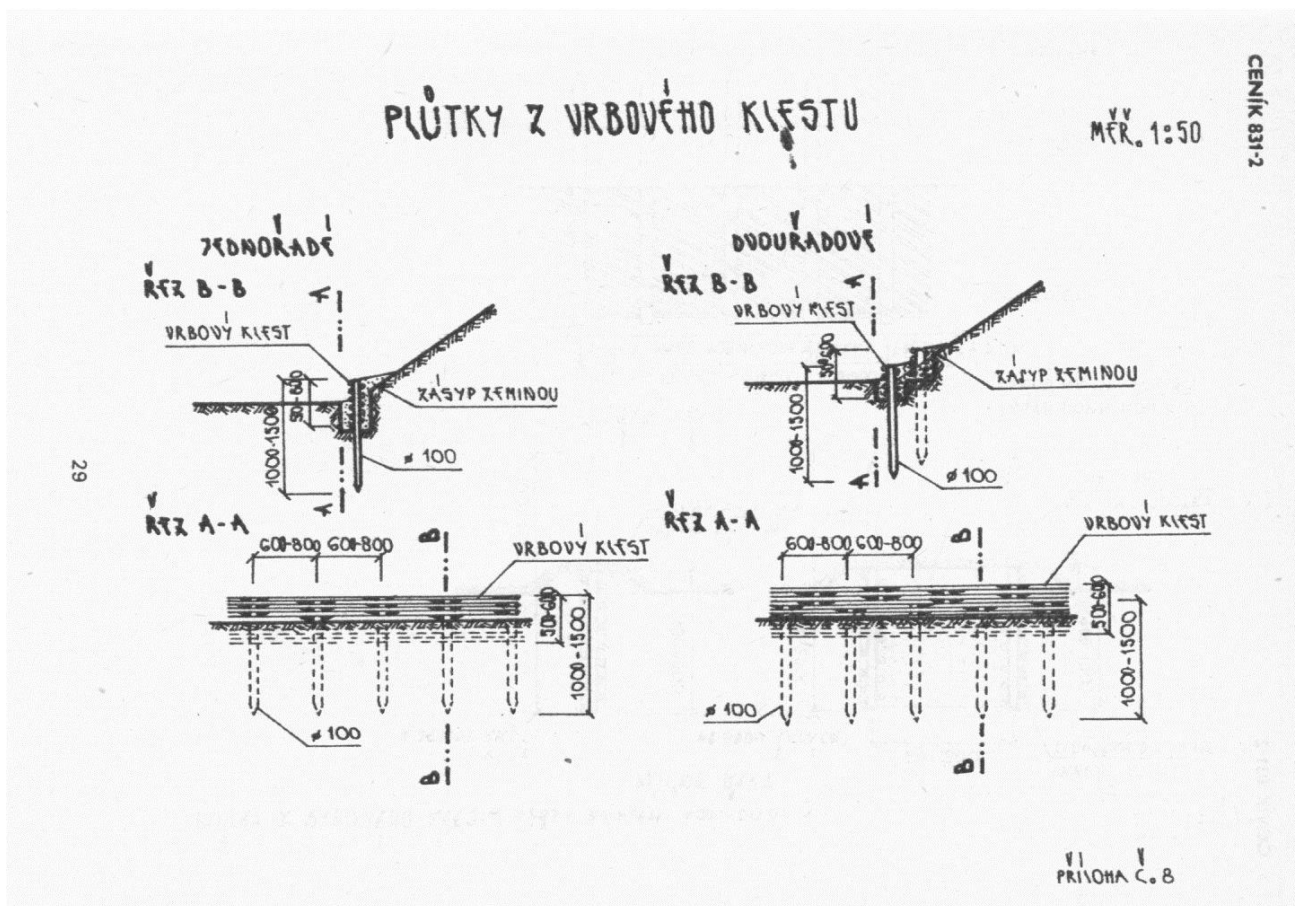 CENÍK 831-2
PLŮTKY Z VRBOVÉHO KLESTU
MĚŘ. 1:50
JEDNOŘADÉ
ŘEZ B-B
A
VRBOVÝ KLEST
ZÁSYP ZEMINOU
500-600
1000-1500
ø 100
A
ŘEZ A-A
600-800 600-800
B
VRBOVÝ KLEST
500-600
1000-1500
ø 100
B
DVOUŘADOVÉ
ŘEZ B-B
A
VRBOVÝ KLEST
500-600
ZÁSYP ZEMINOU
1000-1500
ø 100
A
ŘEZ A-A
600-800 600-800
B
VRBOVÝ KLEST
500-600
1000-1500
ø 100
B
29
PŘÍLOHA Č. 8